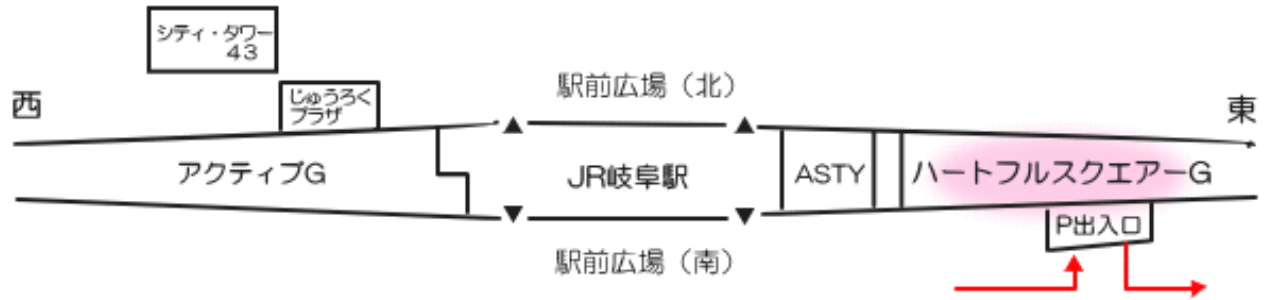 シティ・タワー
43
じゅうろく
プラザ
駅前広場（北）
西
東
アクティブG
JR岐阜駅
ASTY
ハートフルスクエアーG
P出入口
駅前広場（南）